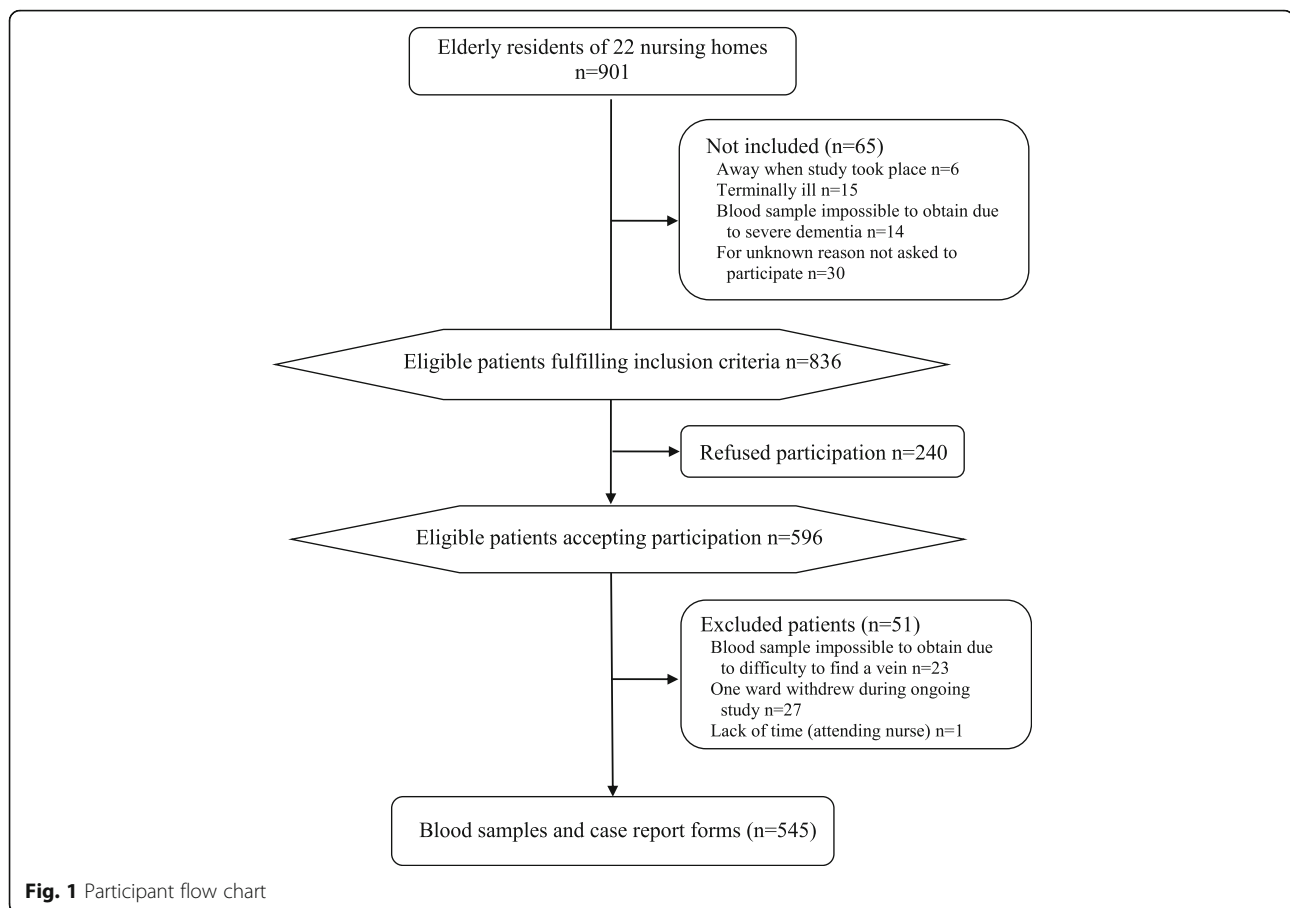 Elderly residents of 22 nursing homes
n=901
Not included (n=65)
Away when study took place n=6
Terminally ill n=15
Blood sample impossible to obtain due
to severe dementia n=14
For unknown reason not asked to
participate n=30
Eligible patients fulfilling inclusion criteria n=836
Refused participation n=240
Eligible patients accepting participation n=596
Excluded patients (n=51)
Blood sample impossible to obtain due
to difficulty to find a vein n=23
One ward withdrew during ongoing
study n=27
Lack of time (attending nurse) n=1
Blood samples and case report forms (n=545)
Fig. 1 Participant flow chart